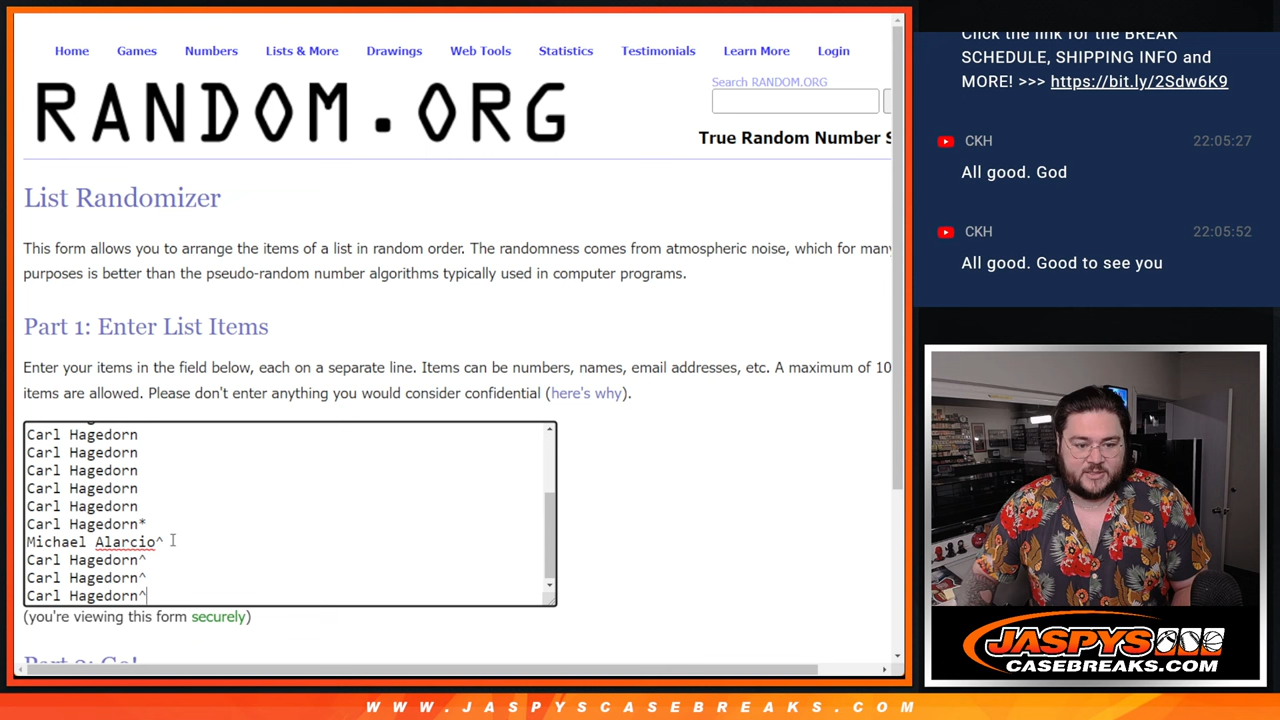 Home Games Numbers Lists & More Drawings Web Tools Statistics Testimonials Learn More Login
RANDOM.ORG
Search RANDOM.ORG
True Random Number S
List Randomizer
This form allows you to arrange the items of a list in random order. The randomness comes from atmospheric noise, which for many
purposes is better than the pseudo-random number algorithms typically used in computer programs.
Part 1: Enter List Items
Enter your items in the field below, each on a separate line. Items can be numbers, names, email addresses, etc. A maximum of 10
items are allowed. Please don't enter anything you would consider confidential (here's why).
Carl Hagedorn
Carl Hagedorn
Carl Hagedorn
Carl Hagedorn
Carl Hagedorn
Carl Hagedorn*
Michael Alarcio^
Carl Hagedorn^
Carl Hagedorn^
Carl Hagedorn^
(you're viewing this form securely)
Part 2: Go!
Click the link for the BREAK
SCHEDULE, SHIPPING INFO and
MORE! >>> https://bit.ly/2Sdw6K9
CKH 22:05:27
All good. God
CKH 22:05:52
All good. Good to see you
JASPYS
CASEBREAKS.COM
WWW.JASPYSCASEBREAKS.COM